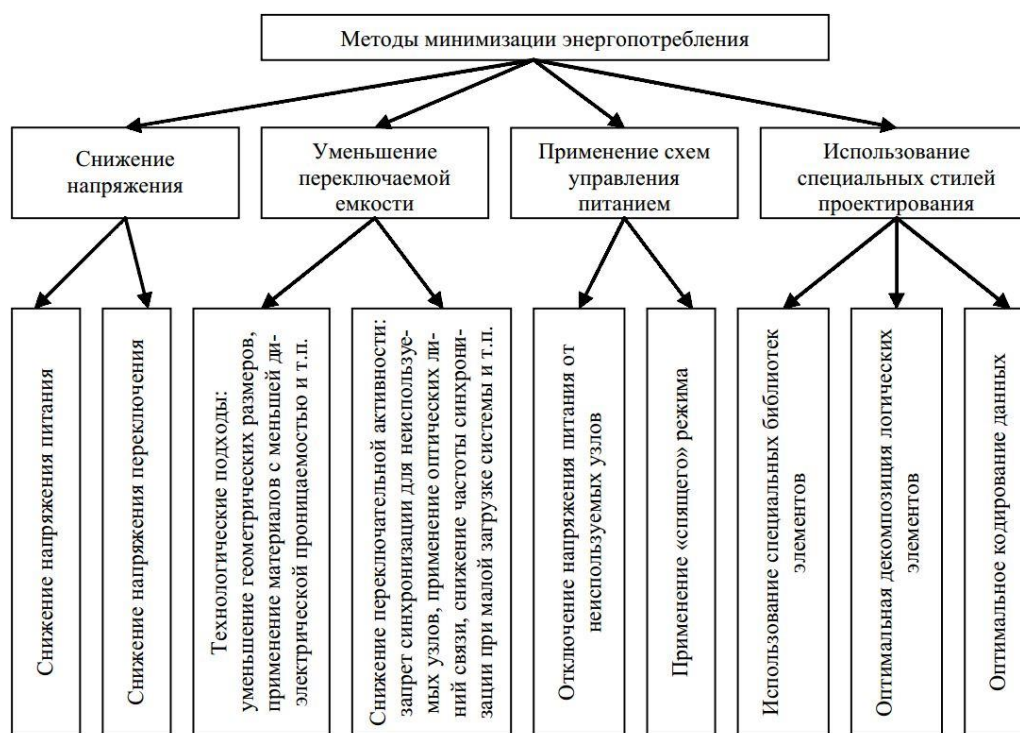 Методы минимизации энергопотребления
Снижение
напряжения
Уменьшение
переключаемой
емкости
Применение схем
управления
питанием
Использование
специальных стилей
проектирования
Снижение напряжения питания
Снижение напряжения переключения
Технологические подходы:
уменьшение геометрических размеров,
применение материалов с меньшей ди-
электрической проницаемостью и т.п.
Снижение переключательной активности:
запрет синхронизации для неиспользуе-
мых узлов, применение оптических ли-
ний связи, снижение частоты синхрони-
зации при малой загрузке системы и т.п.
Отключение напряжения питания от
неиспользуемых узлов
Применение «спящего» режима
Использование специальных библиотек
элементов
Оптимальная декомпозиция логических
элементов
Оптимальное кодирование данных